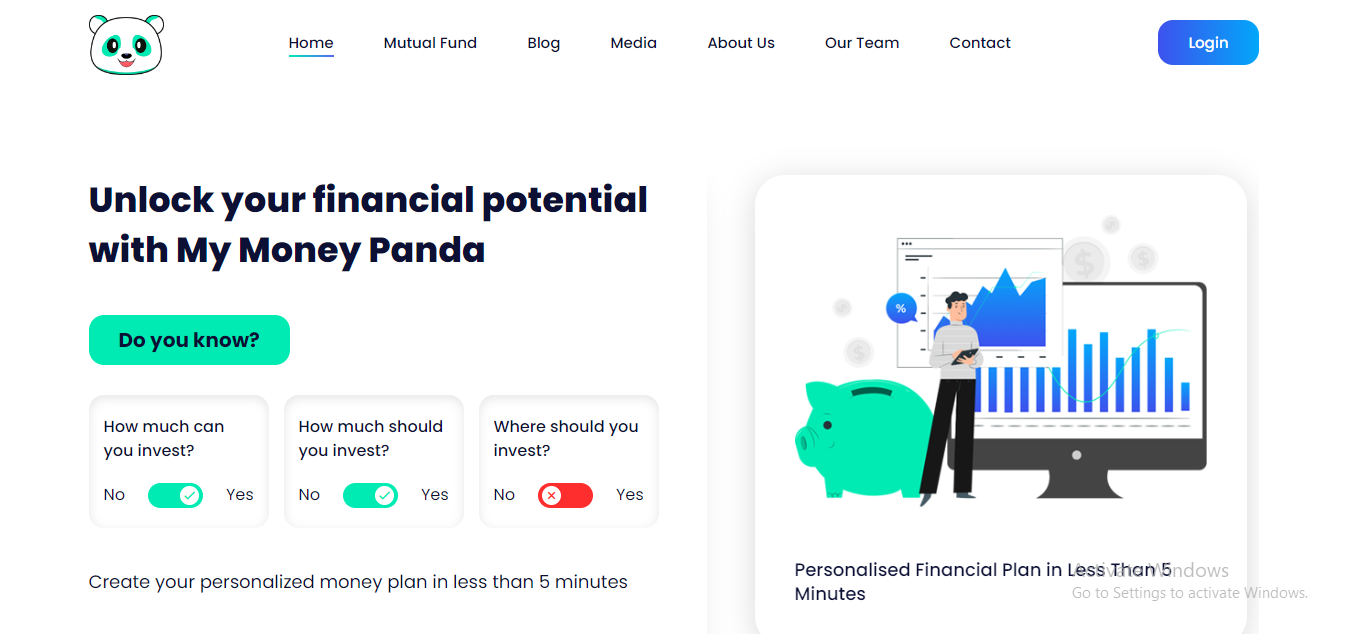 Home Mutual Fund Blog Media About Us Our Team Contact Login
Unlock your financial potential
with My Money Panda
Do you know?
How much can
you invest?
No Yes
How much should
you invest?
No Yes
Where should you
invest?
No Yes
Create your personalized money plan in less than 5 minutes
%
$
$
$
Personalised Financial Plan in Less Than 5
Minutes
Activate Windows
Go to Settings to activate Windows.